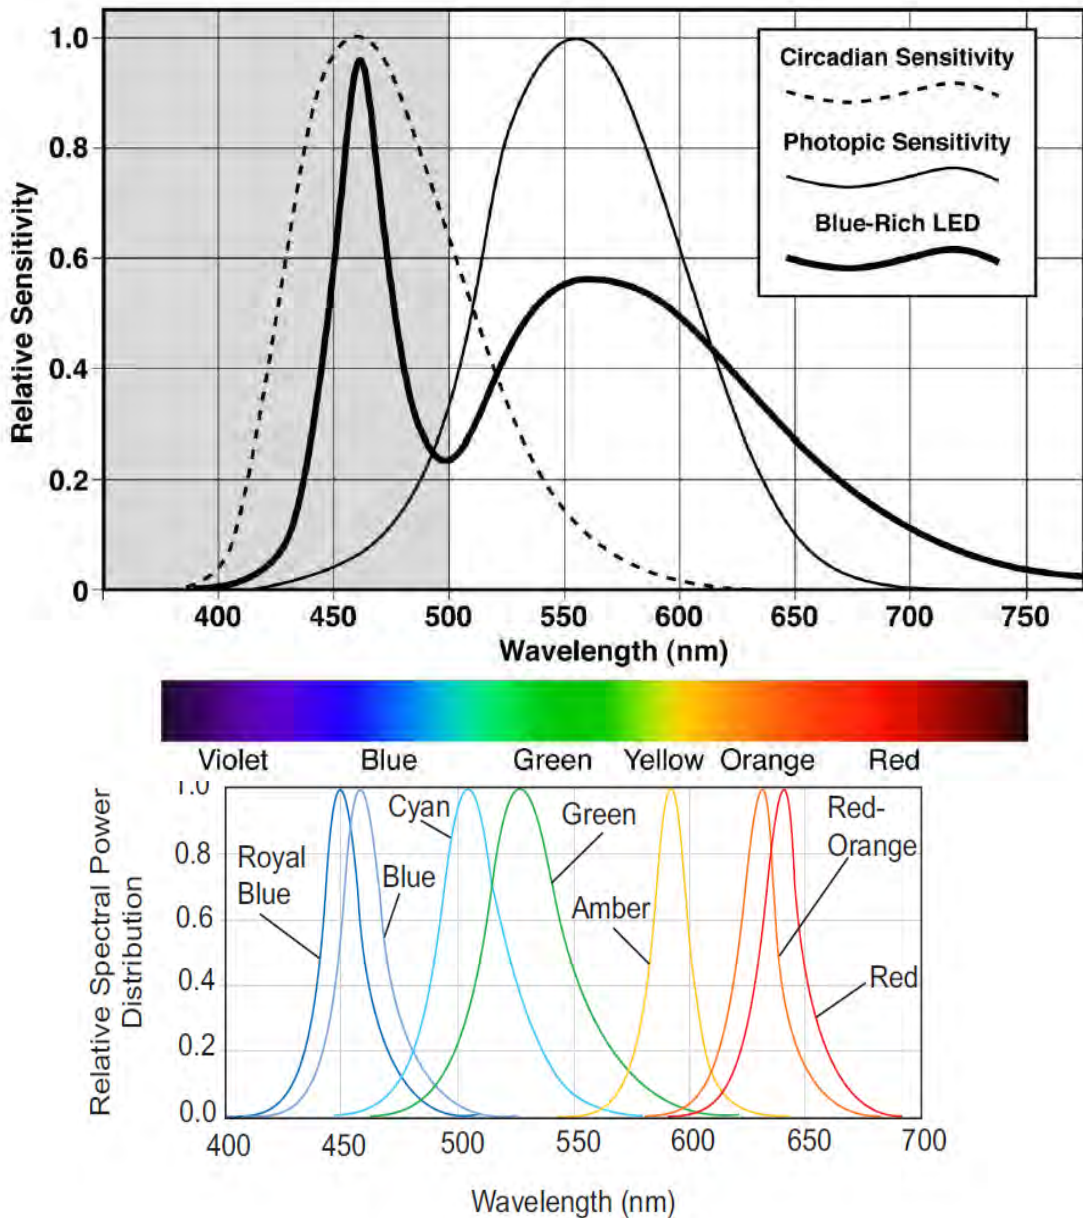 1.0
0.8
0.6
0.4
0.2
0
Relative Sensitivity
Circadian Sensitivity
Photopic Sensitivity
Blue-Rich LED
400 450 500 550 600 650 700 750
Wavelength (nm)
Violet Blue Green Yellow Orange Red
1.0
0.8
0.6
0.4
0.2
0.0
Relative Spectral Power
Distribution
Royal
Blue
Blue
Cyan
Green
Amber
Red-
Orange
Red
400 450 500 550 600 650 700
Wavelength (nm)